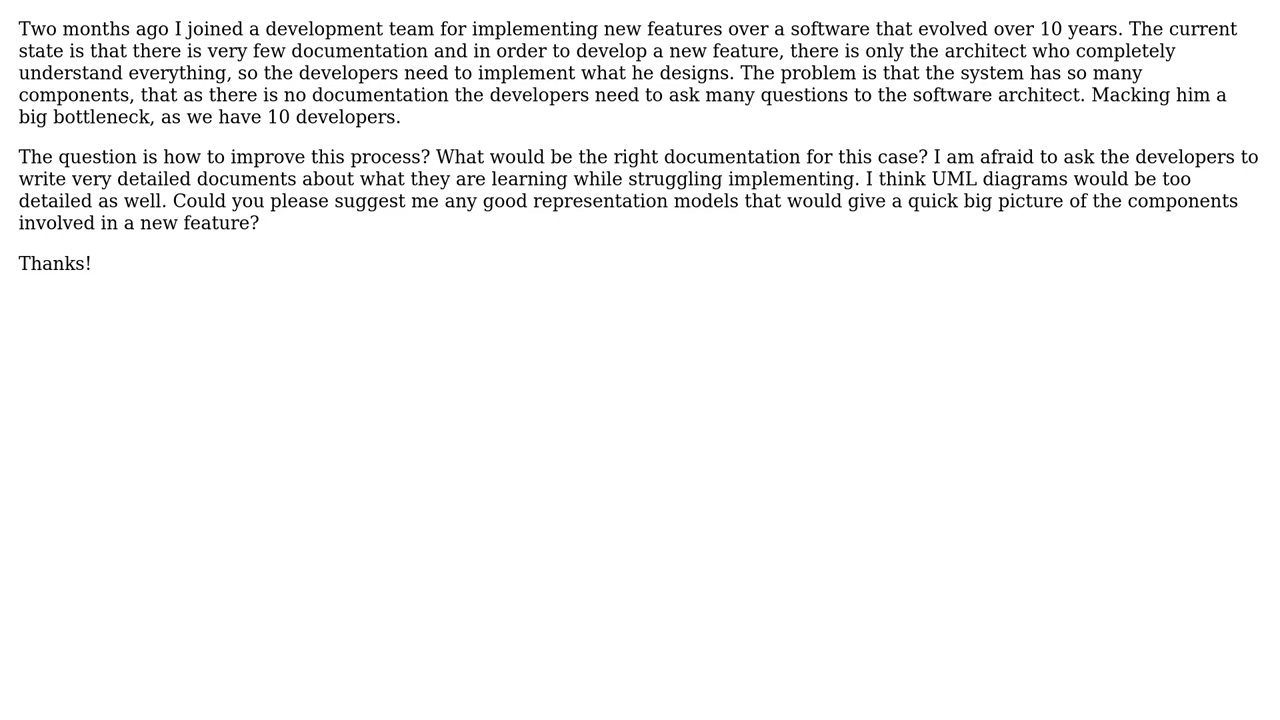 Two months ago I joined a development team for implementing new features over a software that evolved over 10 years. The current
state is that there is very few documentation and in order to develop a new feature, there is only the architect who completely
understand everything, so the developers need to implement what he designs. The problem is that the system has so many
components, that as there is no documentation the developers need to ask many questions to the software architect. Macking him a
big bottleneck, as we have 10 developers.
The question is how to improve this process? What would be the right documentation for this case? I am afraid to ask the developers to
write very detailed documents about what they are learning while struggling implementing. I think UML diagrams would be too
detailed as well. Could you please suggest me any good representation models that would give a quick big picture of the components
involved in a new feature?
Thanks!